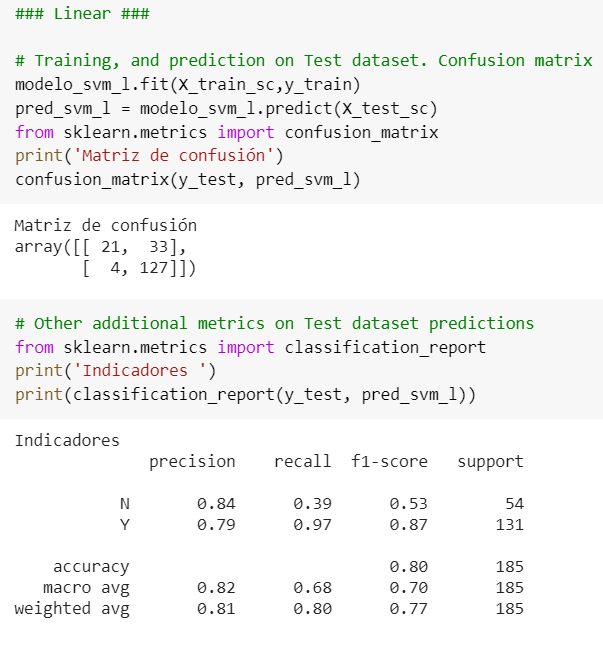 ### Linear ###
# Training, and prediction on Test dataset. Confusion matrix
modelo_svm_l.fit(X_train_sc,y_train)
pred_svm_l = modelo_svm_l.predict(X_test_sc)
from sklearn.metrics import confusion_matrix
print('Matriz de confusión')
confusion_matrix(y_test, pred_svm_l)
Matriz de confusión
array([[ 21,  33],
       [  4, 127]])
# Other additional metrics on Test dataset predictions
from sklearn.metrics import classification_report
print('Indicadores ')
print(classification_report(y_test, pred_svm_l))
Indicadores
              precision    recall  f1-score   support
           N       0.84      0.39      0.53        54
           Y       0.79      0.97      0.87       131
    accuracy                           0.80       185
   macro avg       0.82      0.68      0.70       185
weighted avg       0.81      0.80      0.77       185